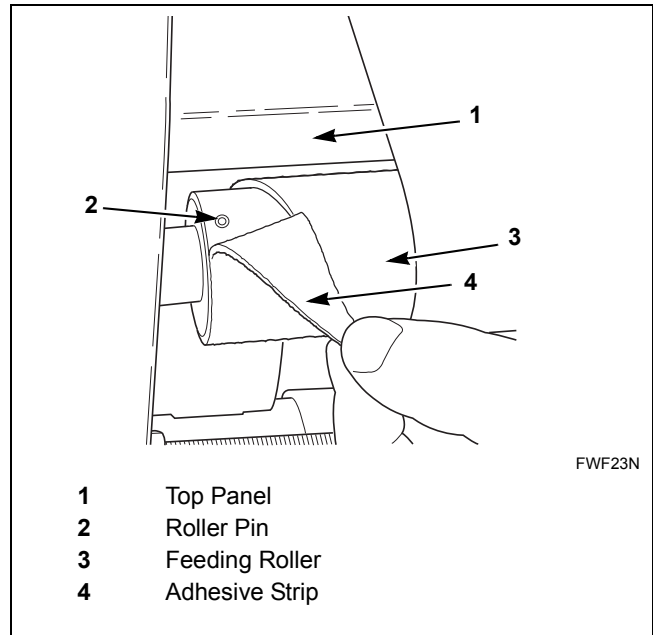 1
2
3
4
FWF23N
1 Top Panel
2 Roller Pin
3 Feeding Roller
4 Adhesive Strip